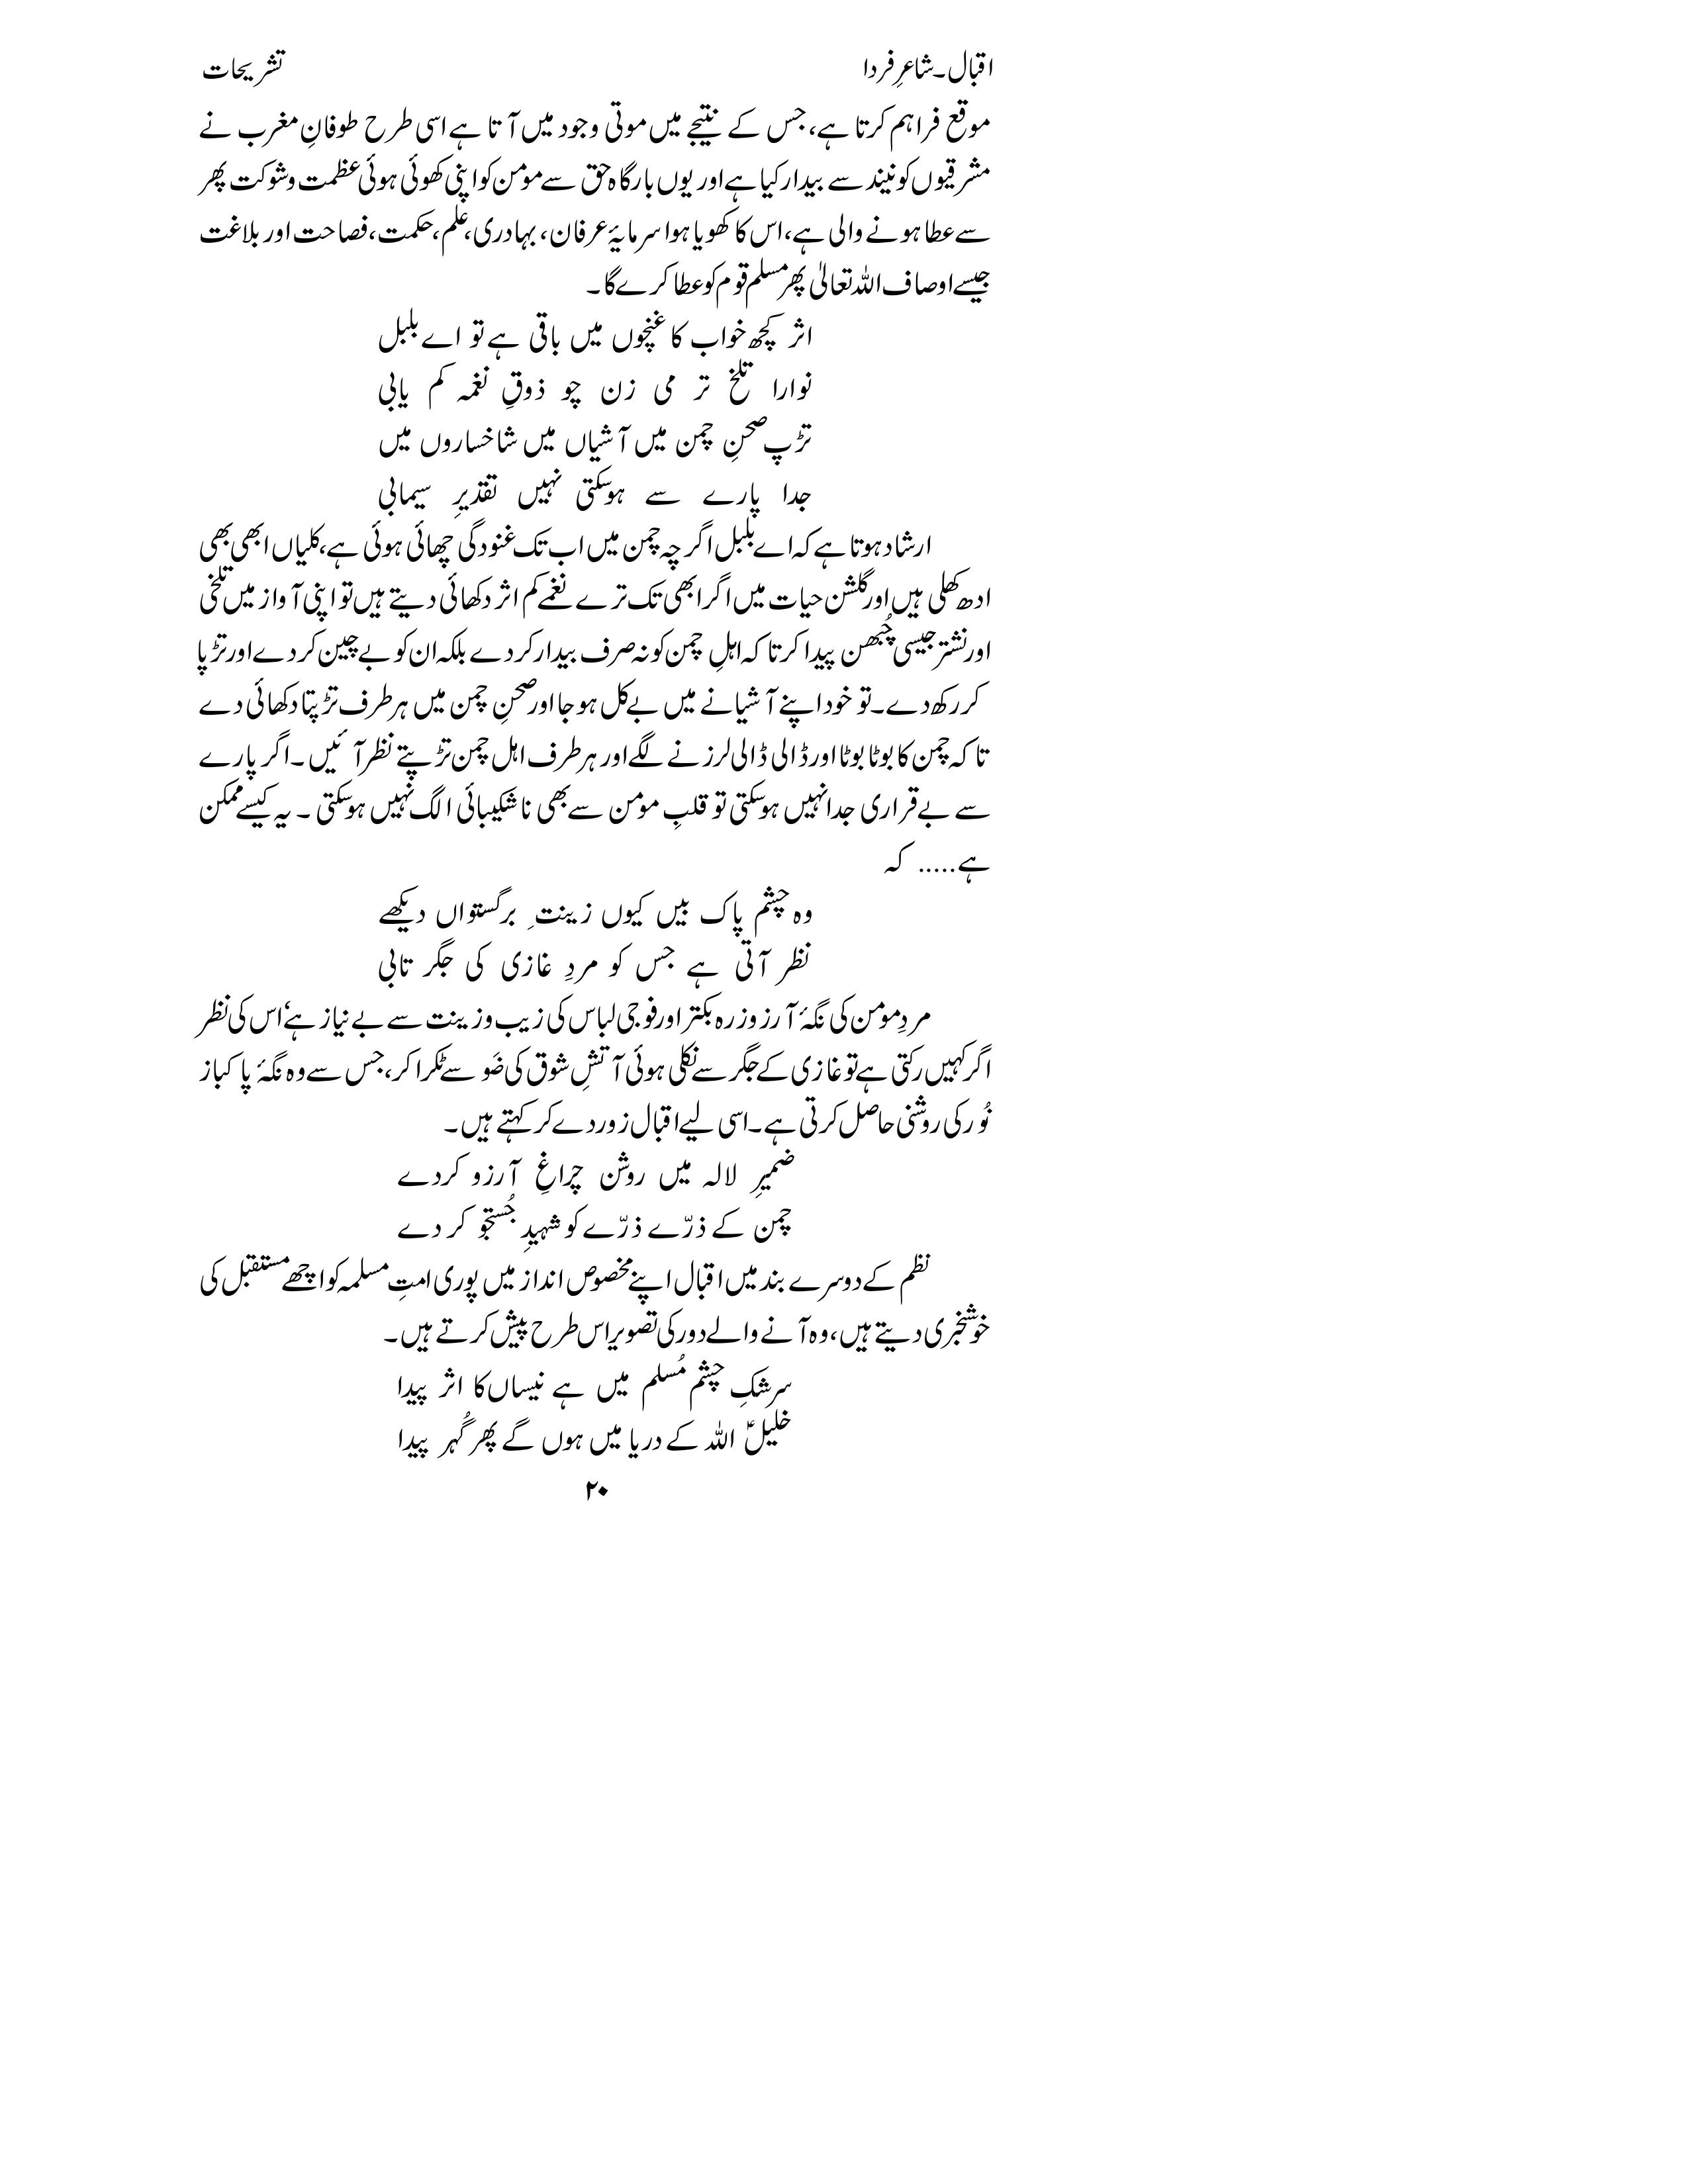 اقبال۔شاعرِ فردا تشریحات
موقع فراہم کرتا ہے، جس کے نتیجے میں موتی وجود میں آتا ہے اسی طرح طوفانِ مغرب نے
مشرقیوں کو نیند سے بیدار کیا ہے اور یوں بارگاہ حق سے مومن کو اپنی کھوئی ہوئی عظمت و شوکت پھر
سے عطا ہونے والی ہے، اس کا کھویا ہوا سرمایۂ عرفان، بہادری، علم، حکمت، فصاحت اور بلاغت
جیسے اوصاف اللہ تعالیٰ پھر مسلم قوم کو عطا کرے گا۔
اثر کچھ خواب کا غنچوں میں باقی ہے تو اے بلبل
نوارا تلخ تر می زن چو ذوقِ نغمہ کم یابی
تڑپ صحنِ چمن میں آشیاں میں شاخساروں میں
جدا پارے سے ہوسکتی نہیں تقدیرِ سیمابی
ارشاد ہوتا ہے کہ اے بلبل اگرچہ چمن میں اب تک غنودگی چھائی ہوئی ہے، کلیاں ابھی بھی
ادھ کھلی ہیں اور گلشن حیات میں اگر ابھی تک ترے نغمے کم اثر دکھائی دیتے ہیں تو اپنی آواز میں تلخی
اور نشتر جیسی چُبھن پیدا کر تا کہ اہلِ چمن کو نہ صرف بیدار کردے بلکہ ان کو بے چین کردے اور تڑپا
کر رکھ دے۔ تو خود اپنے آشیانے میں بے کل ہو جا اور صحنِ چمن میں ہر طرف تڑپتا دکھائی دے
تا کہ چمن کا بوٹا بوٹا اور ڈالی ڈالی لرزنے لگے اور ہر طرف اہل چمن تڑپتے نظر آئیں۔ اگر پارے
سے بے قراری جدا نہیں ہوسکتی تو قلبِ مومن سے بھی ناشکیبائی الگ نہیں ہوسکتی ۔ یہ کیسے ممکن
ہے..... کہ
وہ چشم پاک بیں کیوں زینت ِ برگستواں دیکھے
نظر آتی ہے جس کو مردِ غازی کی جگر تابی
مردِ مومن کی نگۂ آرزو زرہ بکتر اور فوجی لباس کی زیب و زینت سے بے نیاز ہے‘ اس کی نظر
اگر کہیں رکتی ہے تو غازی کے جگر سے نکلی ہوئی آتشِ شوق کی ضَو سے ٹکرا کر، جس سے وہ نگۂ پاکباز
نُور کی روشنی حاصل کرتی ہے۔ اسی لیے اقبال زور دے کر کہتے ہیں۔
ضمیرِ لالہ میں روشن چراغِ آرزو کردے
چمن کے ذرّے ذرّے کو شہیدِ جُستجو کر دے
نظم کے دوسرے بند میں اقبال اپنے مخصوص انداز میں پوری امتِ مسلمہ کو اچھے مستقبل کی
خوشخبری دیتے ہیں، وہ آنے والے دور کی تصویر اس طرح پیش کرتے ہیں۔
سرشکِ چشم مُسلم میں ہے نیساں کا اثر پیدا
خلیلؑ اللہ کے دریا میں ہوں گے پھر گُہر پیدا
۲۰